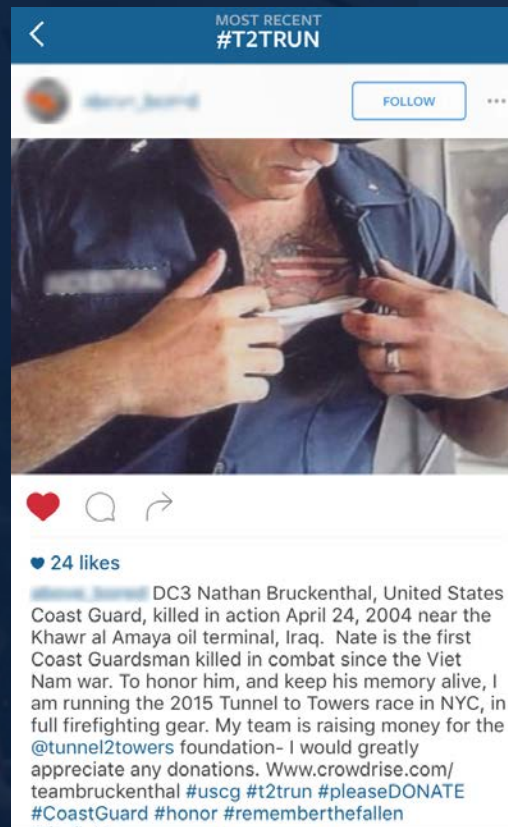 MOST RECENT
#T2TRUN
FOLLOW
24 likes
DC3 Nathan Bruckenthal, United States
Coast Guard, killed in action April 24, 2004 near the
Khawr al Amaya oil terminal, Iraq.  Nate is the first
Coast Guardsman killed in combat since the Viet
Nam war. To honor him, and keep his memory alive, I
am running the 2015 Tunnel to Towers race in NYC, in
full firefighting gear. My team is raising money for the
@tunnel2towers foundation- I would greatly
appreciate any donations. Www.crowdrise.com/
teambruckenthal #uscg #t2trun #pleaseDONATE
#CoastGuard #honor #rememberthefallen